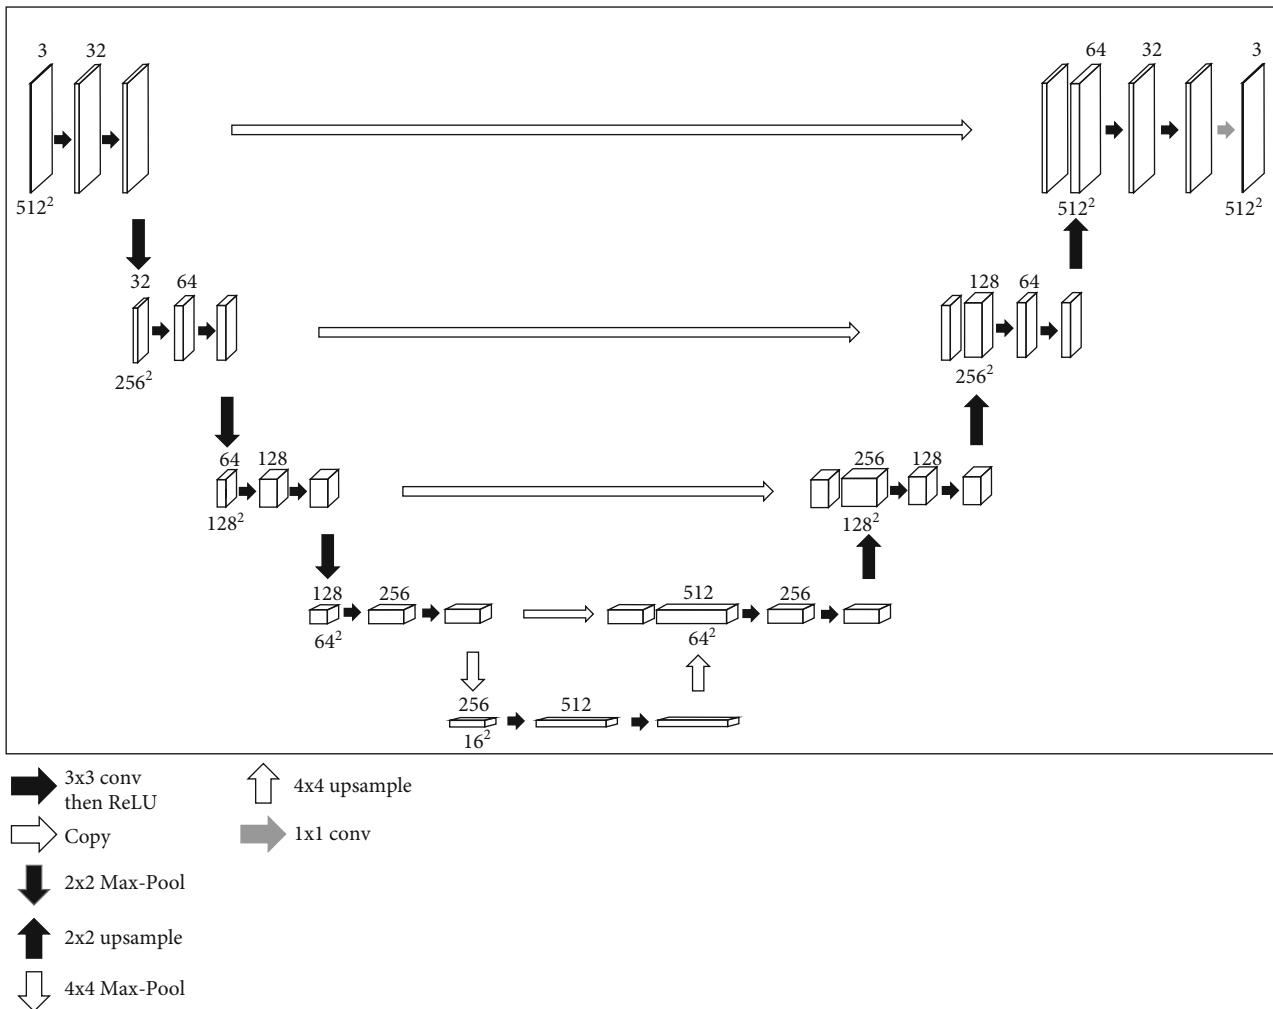 3 32 64 32 3
512² 512² 512²
32 64 128 64
256² 256²
64 128 256 128
128² 128²
128 256 512 256
64² 64²
256 512
16²
3x3 conv
then ReLU
4x4 upsample
Copy
1x1 conv
2x2 Max-Pool
2x2 upsample
4x4 Max-Pool